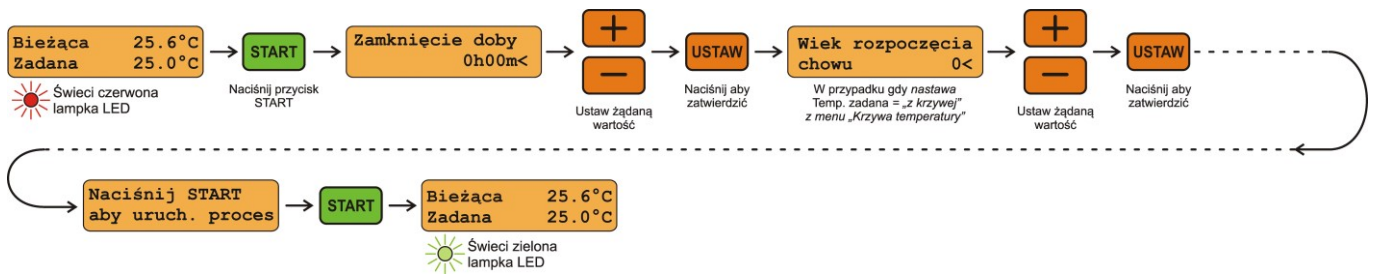 Bieżąca 25.6°C
Zadana 25.0°C
Świeci czerwona
lampka LED
START
Naciśnij przycisk
START
Zamknięcie doby
0h00m<
+
−
Ustaw żądaną
wartość
USTAW
Naciśnij aby
zatwierdzić
Wiek rozpoczęcia
chowu 0<
W przypadku gdy nastawa
Temp. zadana = „z krzywej”
z menu „Krzywa temperatury”
+
−
Ustaw żądaną
wartość
USTAW
Naciśnij aby
zatwierdzić
Naciśnij START
aby uruch. proces
START
Bieżąca 25.6°C
Zadana 25.0°C
Świeci zielona
lampka LED